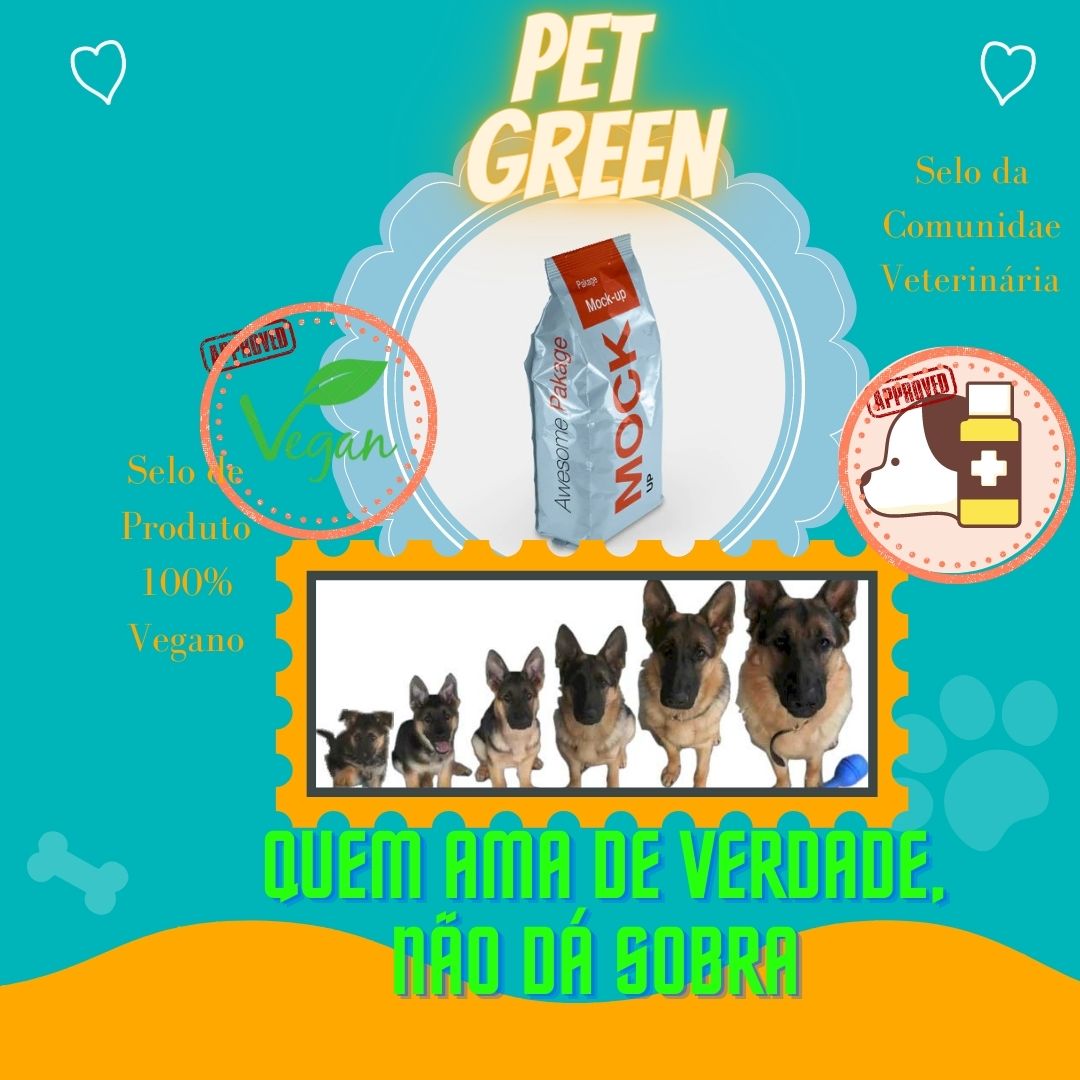 PET
GREEN
Selo da
Comunidae
Veterinária
Pakage
Mock-up
Awesome Pakage
MOCK
UP
APPROVED
Vegan
APPROVED
Selo de
Produto
100%
Vegano
QUEM AMA DE VERDADE,
NÃO DÁ SOBRA